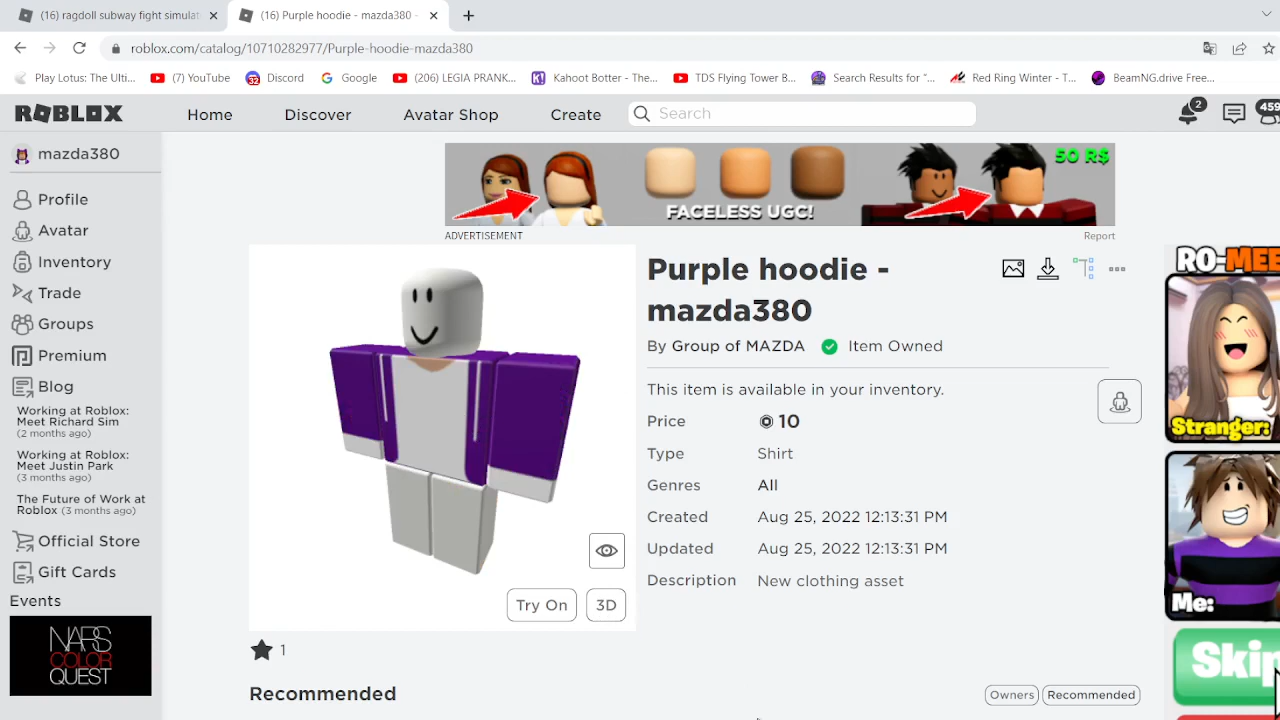 (16) ragdoll subway fight simulat
(16) Purple hoodie - mazda380 -
roblox.com/catalog/10710282977/Purple-hoodie-mazda380
Play Lotus: The Ulti...
(7) YouTube
32
Discord
Google
(206) LEGIA PRANK...
Kahoot Botter - The...
TDS Flying Tower B...
Search Results for “...
Red Ring Winter - T...
BeamNG.drive Free...
ROBLOX
Home
Discover
Avatar Shop
Create
Search
2
459
mazda380
Profile
Avatar
Inventory
Trade
Groups
Premium
Blog
Working at Roblox:
Meet Richard Sim
(2 months ago)
Working at Roblox:
Meet Justin Park
(3 months ago)
The Future of Work at
Roblox (3 months ago)
Official Store
Gift Cards
Events
NARS
COLOR
QUEST
FACELESS UGC!
50 R$
ADVERTISEMENT
Report
Purple hoodie -
mazda380
By Group of MAZDA Item Owned
This item is available in your inventory.
Price 10
Type Shirt
Genres All
Created Aug 25, 2022 12:13:31 PM
Updated Aug 25, 2022 12:13:31 PM
Description New clothing asset
Try On
3D
1
Recommended
Owners
Recommended
RO-MEE
Stranger:
Me:
Skip